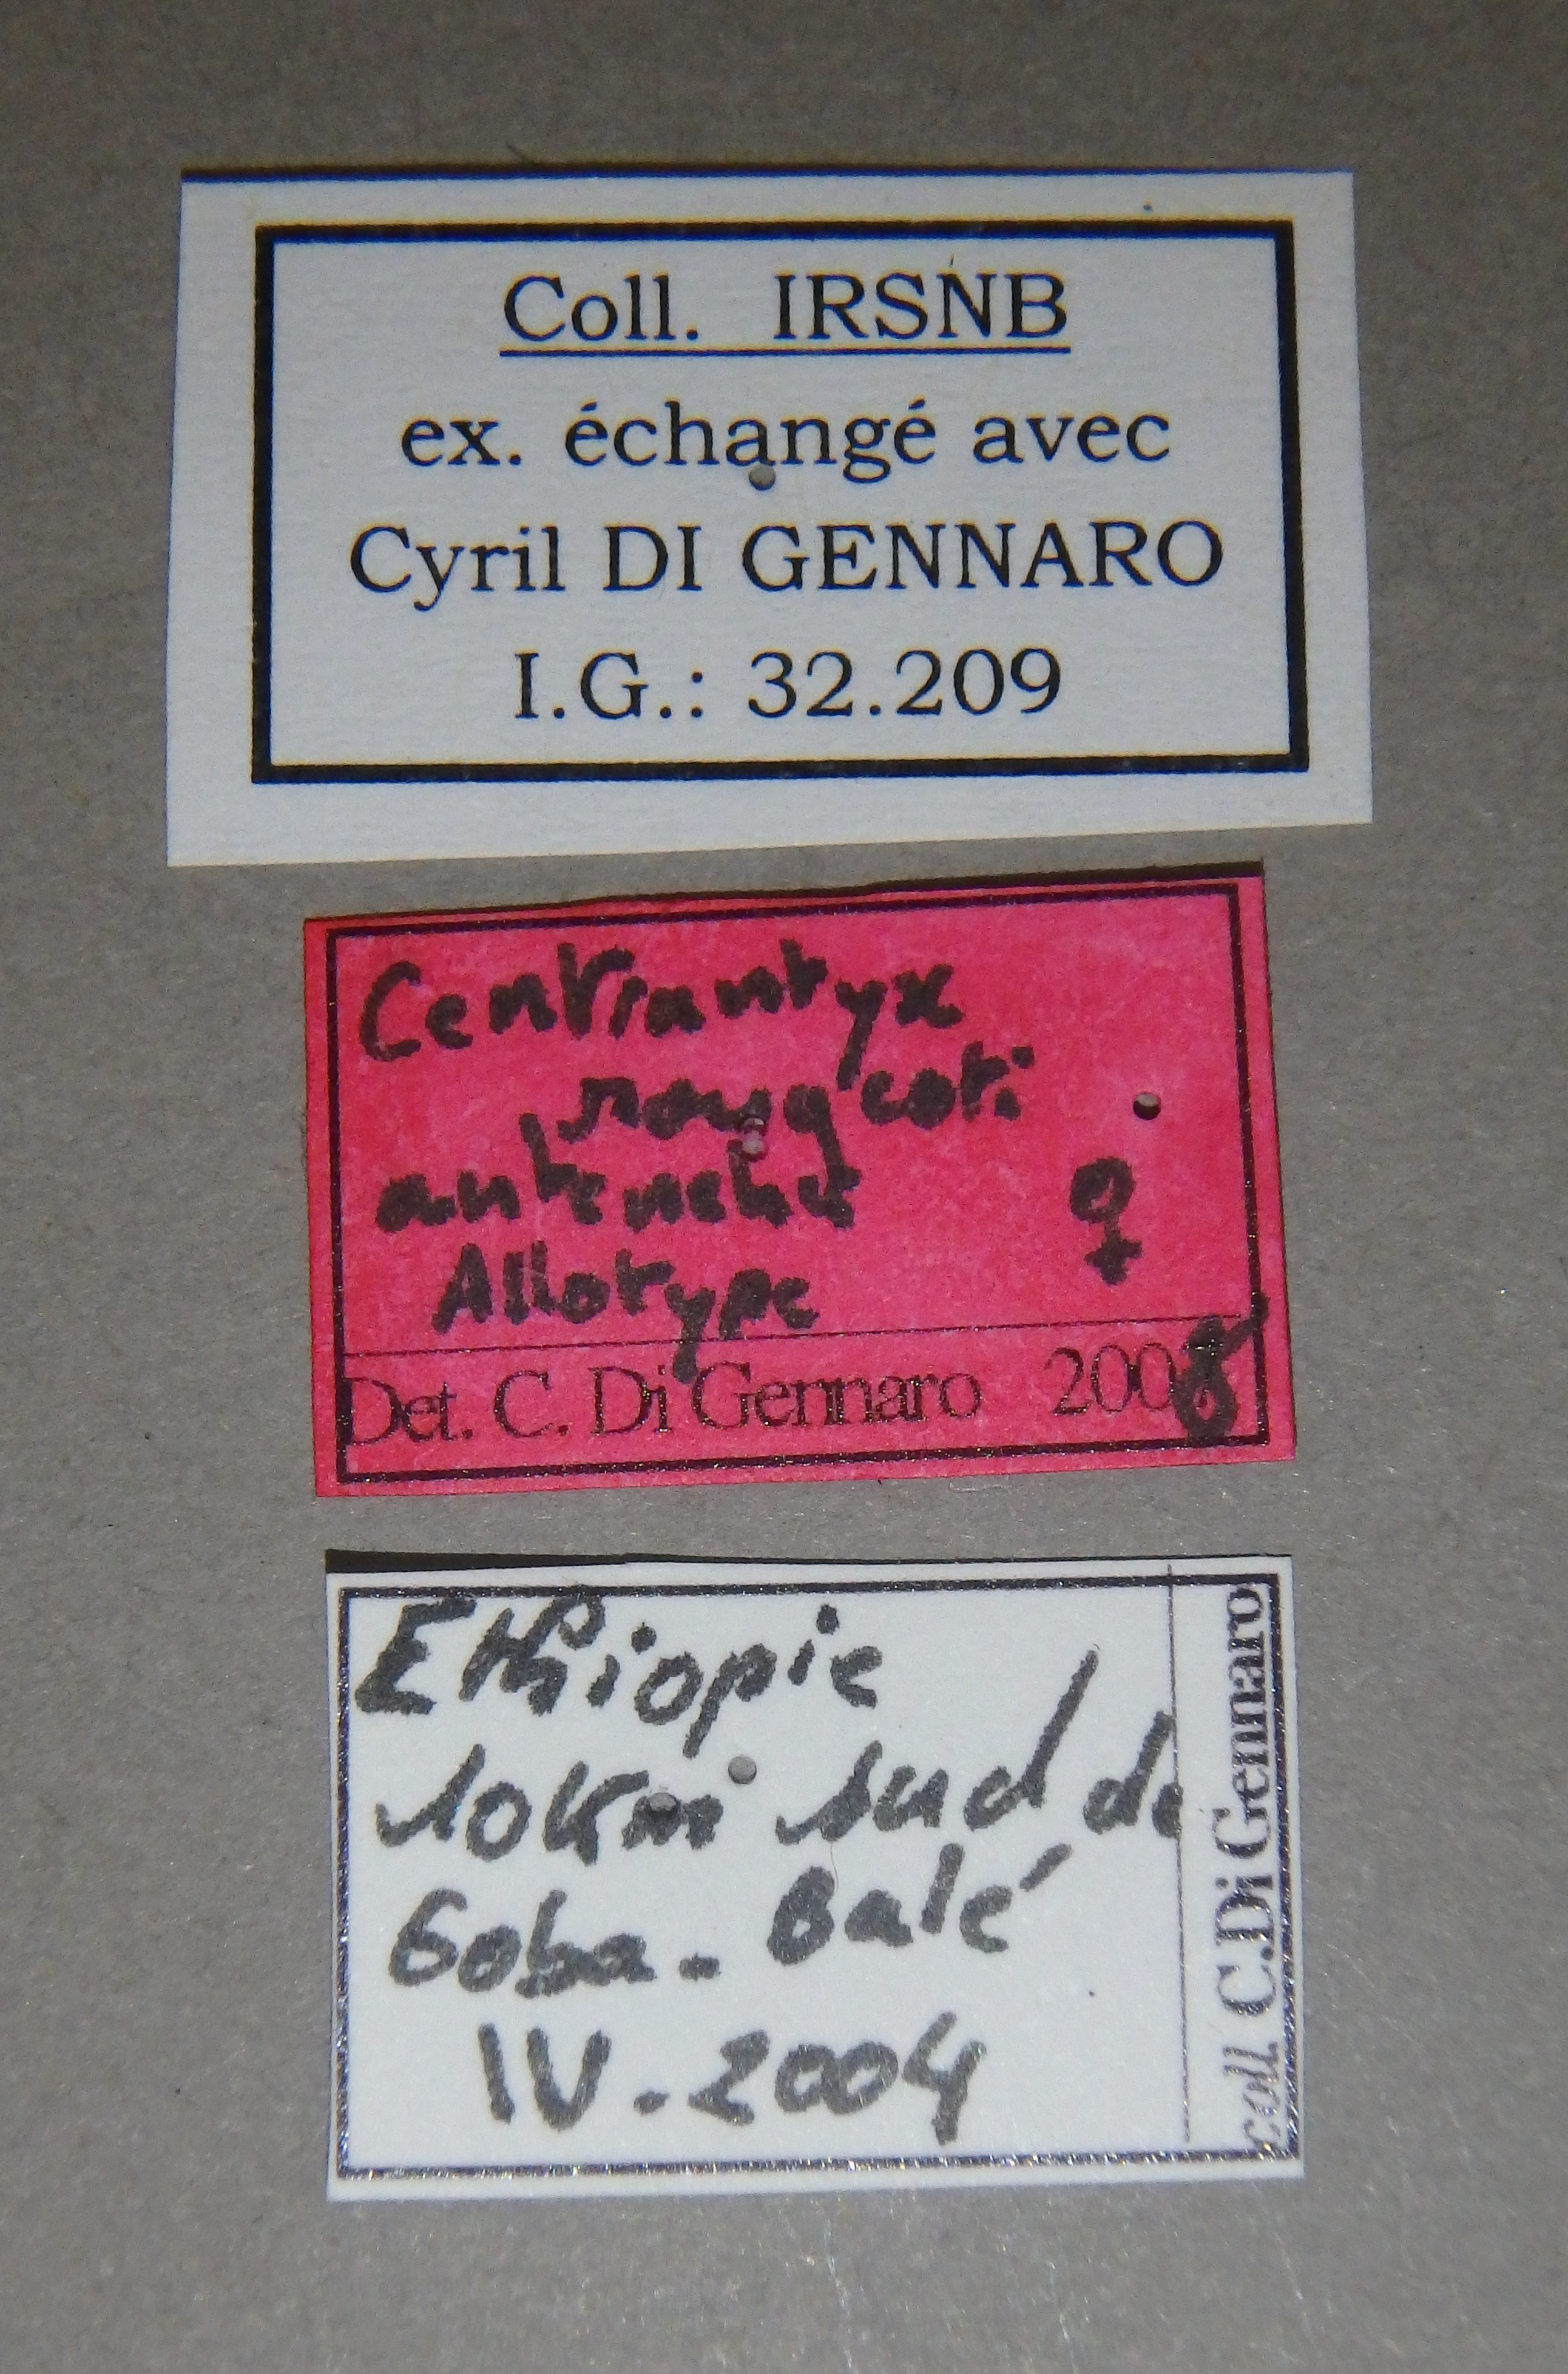 Coll. IRSNB
ex. échangé avec
Cyril DI GENNARO
I.G.: 32.209
Centrantyx
rougeoti
Allotype ♀
Det. C. Di Gennaro 2008
Ethiopie
10km sud de
Goba - Balé
IV. 2004
coll C.Di Gennaro